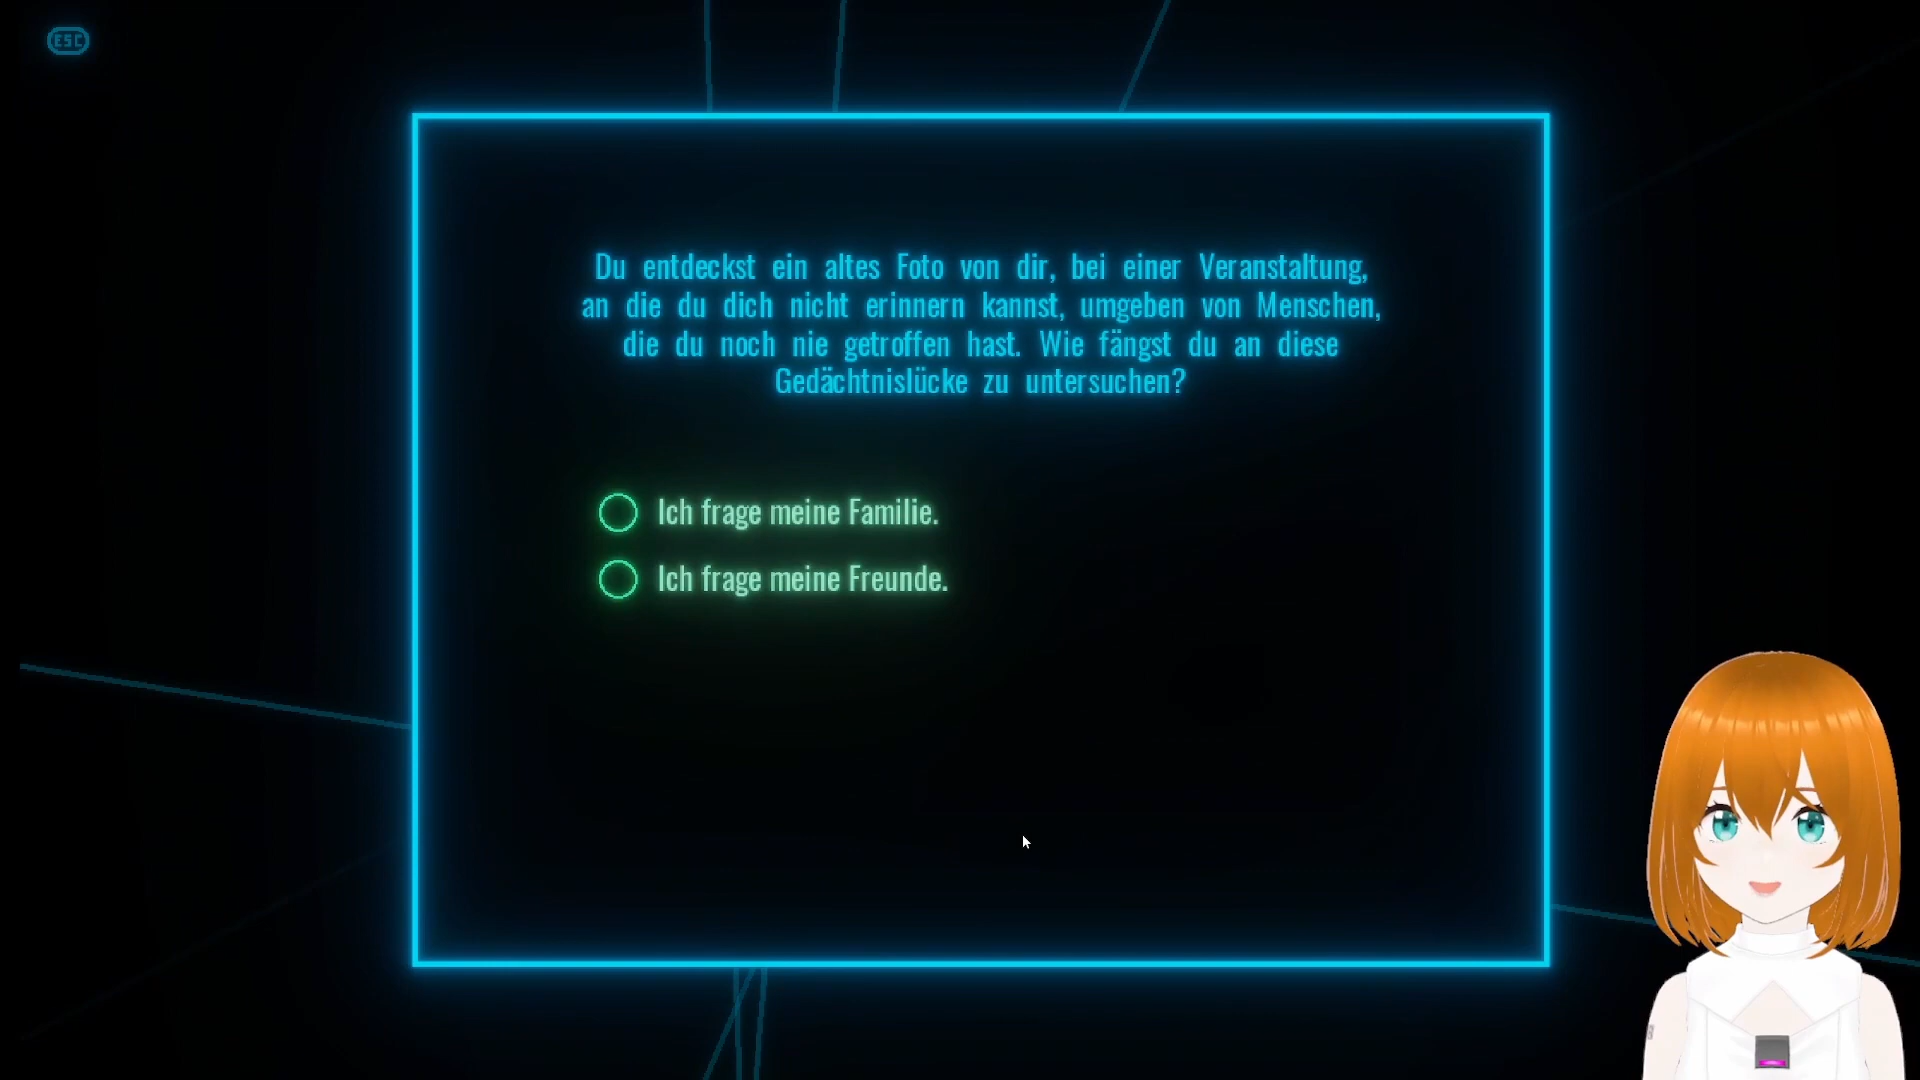 ESC
Du entdeckst ein altes Foto von dir, bei einer Veranstaltung,
an die du dich nicht erinnern kannst, umgeben von Menschen,
die du noch nie getroffen hast. Wie fängst du an diese
Gedächtnislücke zu untersuchen?
Ich frage meine Familie.
Ich frage meine Freunde.